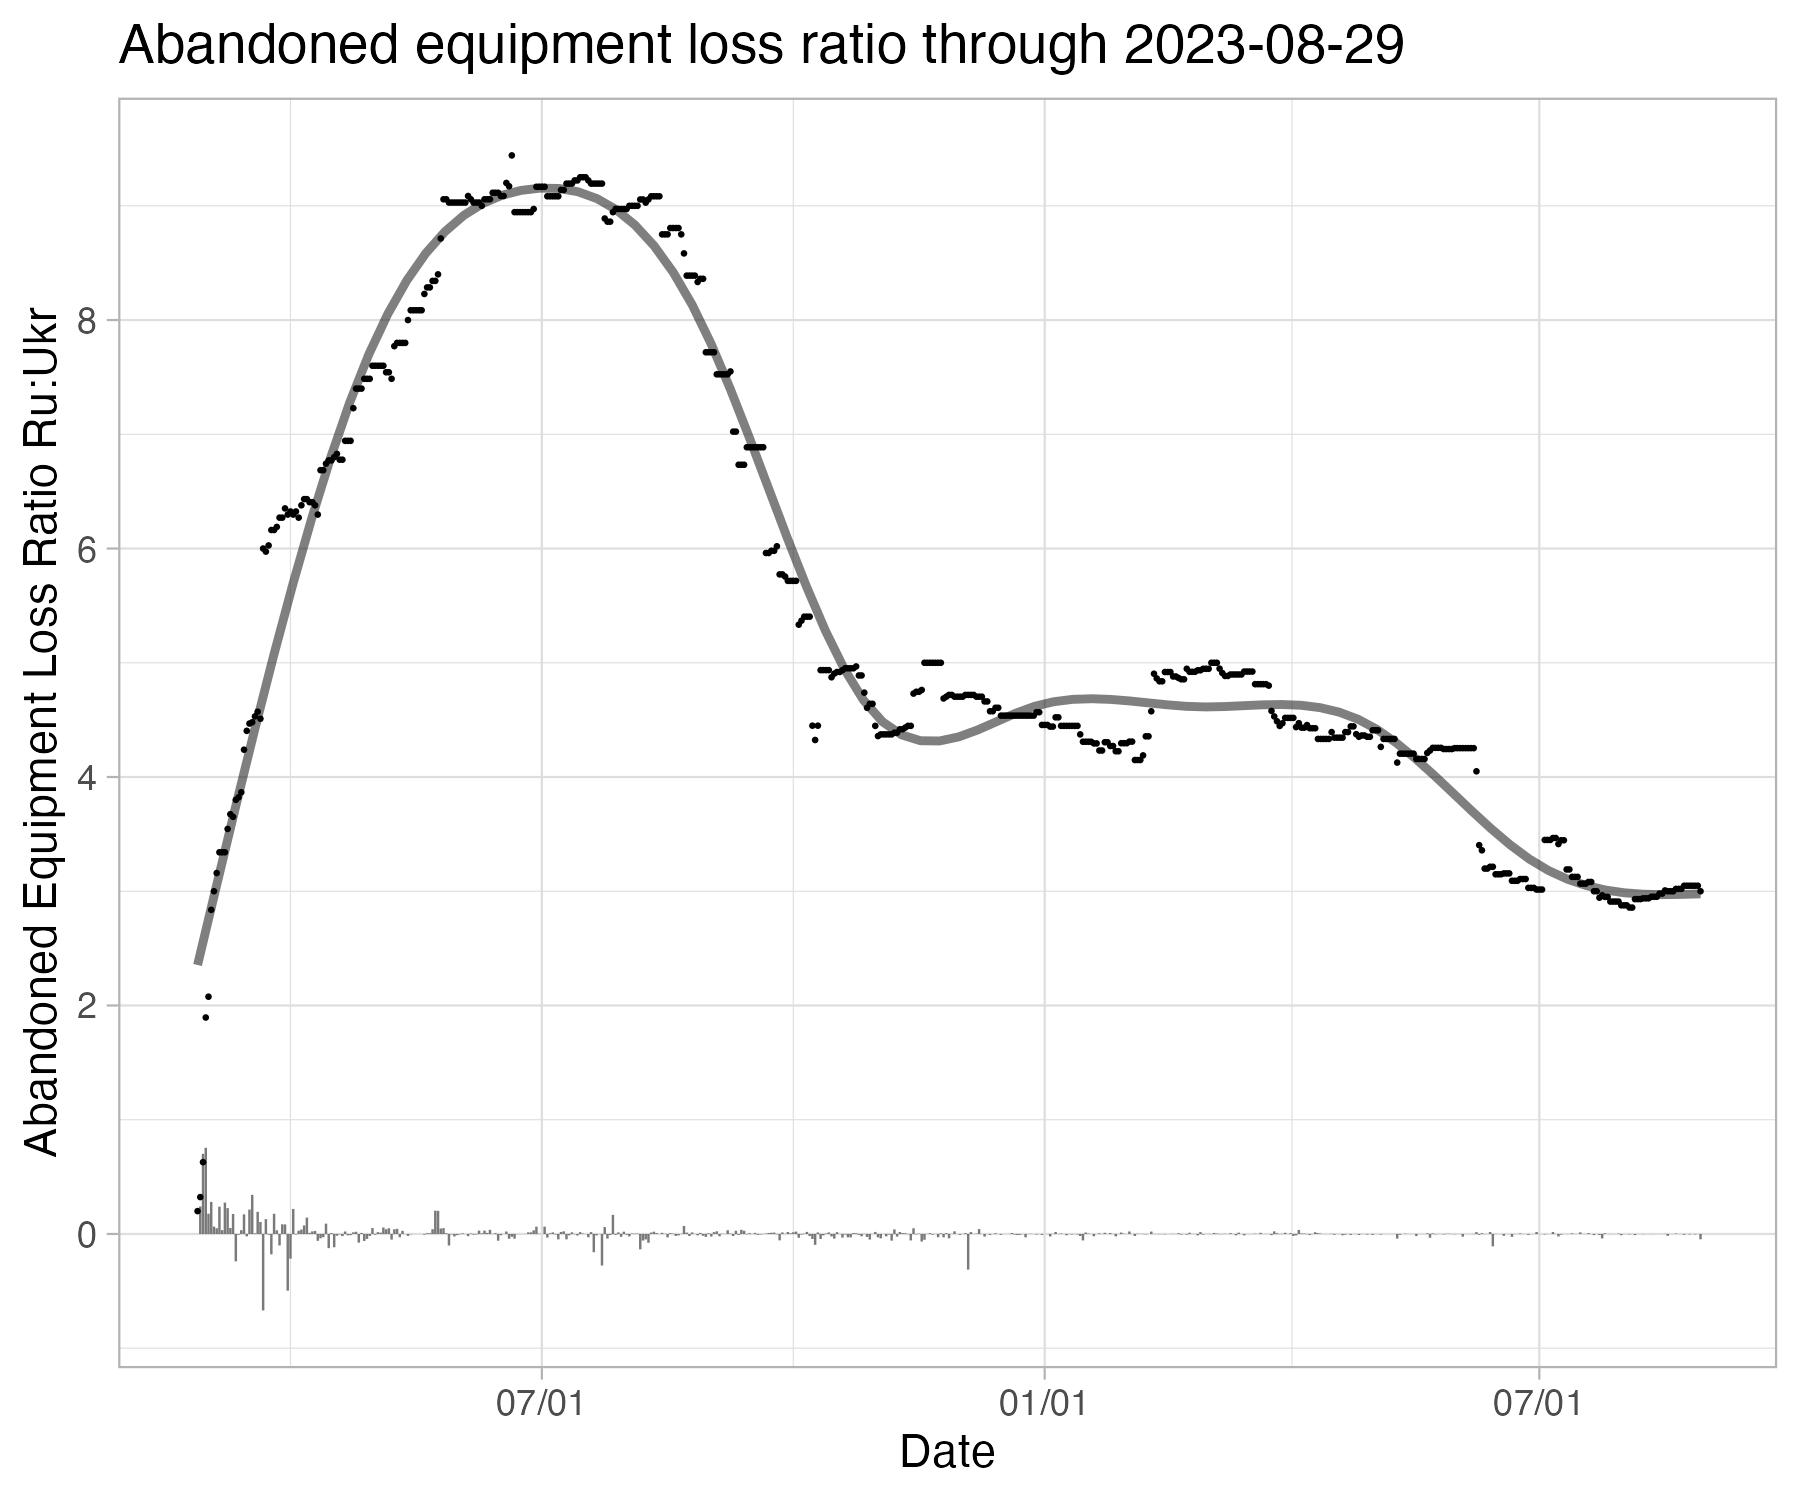 Abandoned equipment loss ratio through 2023-08-29
Abandoned Equipment Loss Ratio Ru:Ukr
8
6
4
2
0
07/01
01/01
07/01
Date